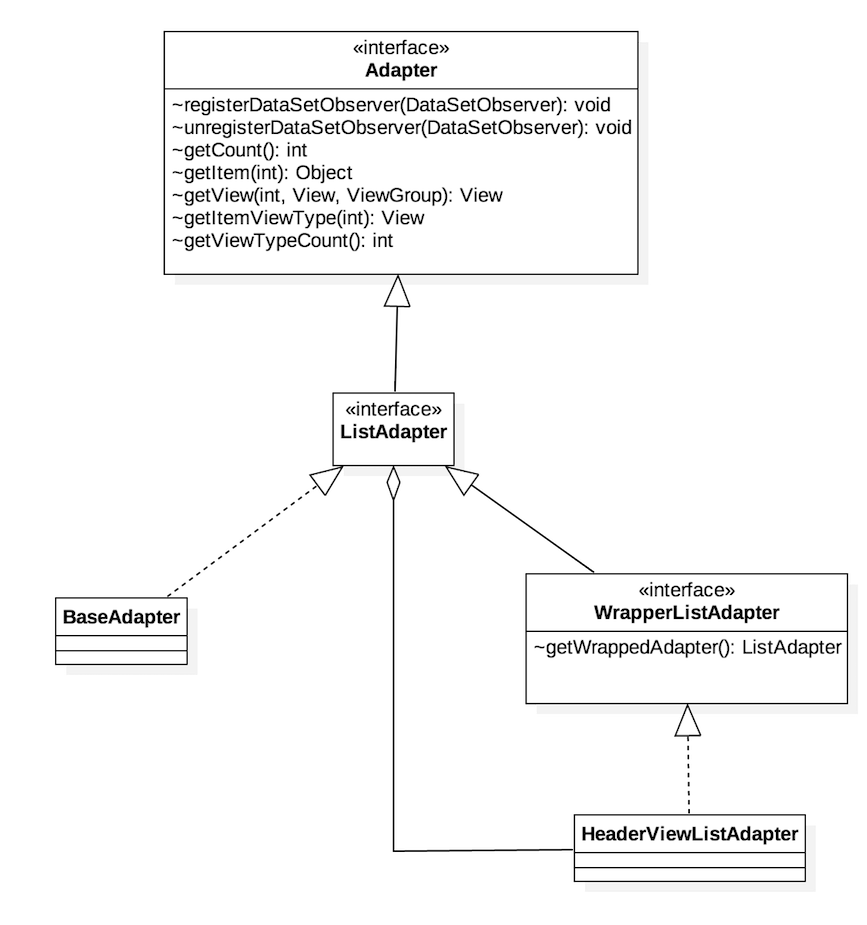 «interface»
Adapter
~registerDataSetObserver(DataSetObserver): void
~unregisterDataSetObserver(DataSetObserver): void
~getCount(): int
~getItem(int): Object
~getView(int, View, ViewGroup): View
~getItemViewType(int): View
~getViewTypeCount(): int
«interface»
ListAdapter
BaseAdapter
«interface»
WrapperListAdapter
~getWrappedAdapter(): ListAdapter
HeaderViewListAdapter